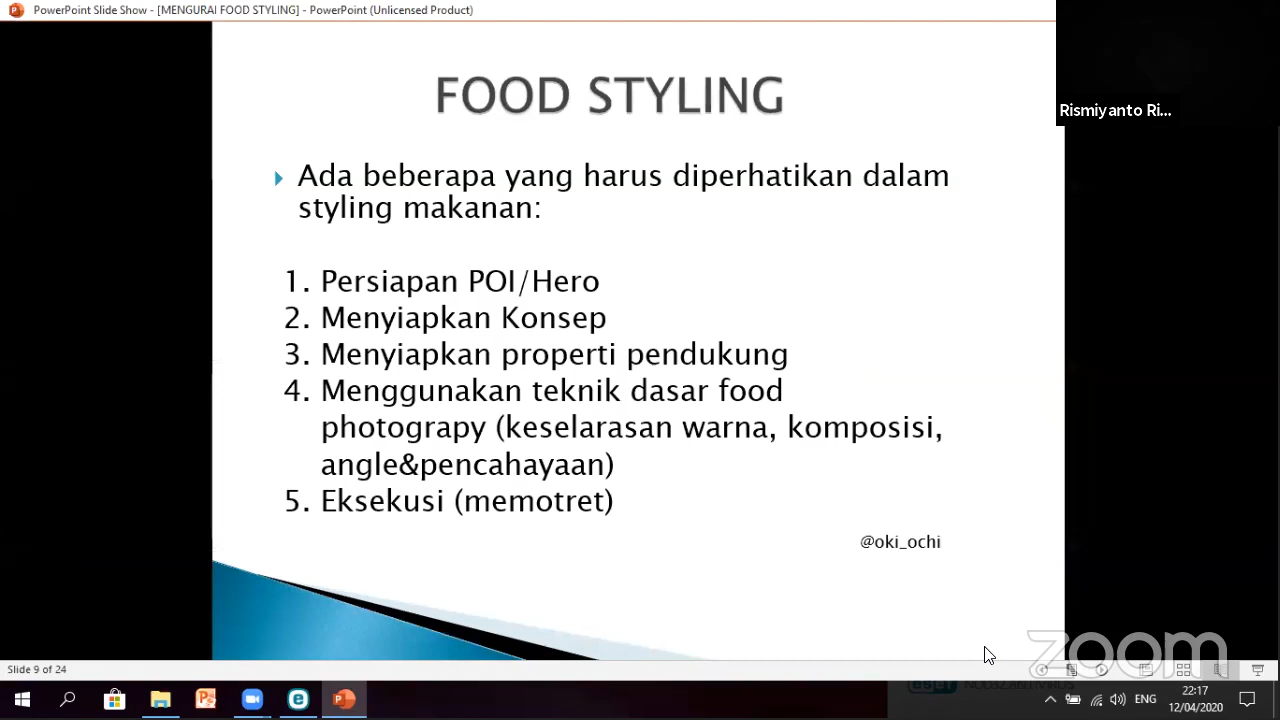 PowerPoint Slide Show - [MENGURAI FOOD STYLING] - PowerPoint (Unlicensed Product)
Rismiyanto Ri...
FOOD STYLING
Ada beberapa yang harus diperhatikan dalam
styling makanan:
1. Persiapan POI/Hero
2. Menyiapkan Konsep
3. Menyiapkan properti pendukung
4. Menggunakan teknik dasar food
photograpy (keselarasan warna, komposisi,
angle&pencahayaan)
5. Eksekusi (memotret)
@oki_ochi
zoom
Slide 9 of 24
ENG
22:17
12/04/2020